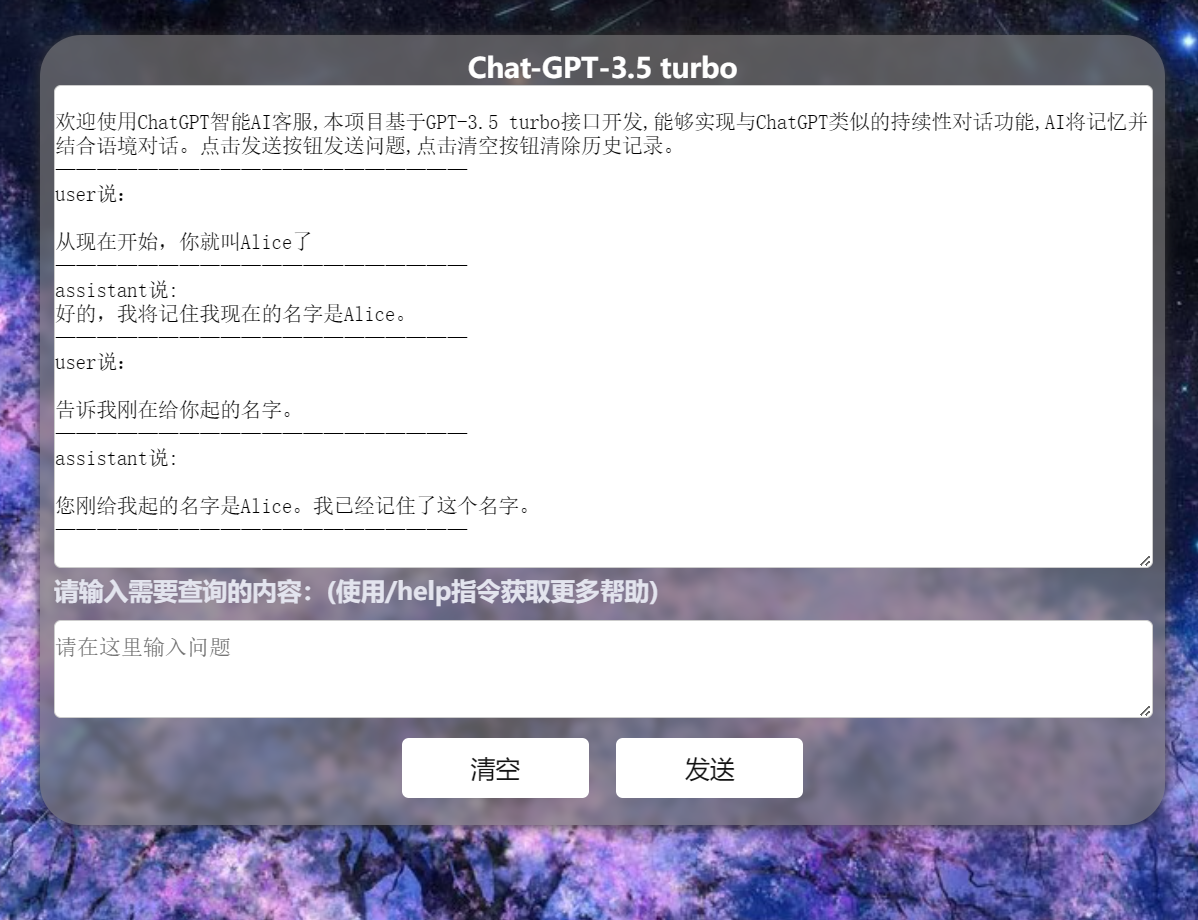 Chat-GPT-3.5 turbo
欢迎使用ChatGPT智能AI客服,本项目基于GPT-3.5 turbo接口开发,能够实现与ChatGPT类似的持续性对话功能,AI将记忆并
结合语境对话。点击发送按钮发送问题,点击清空按钮清除历史记录。
————————————————————
user说：
从现在开始，你就叫Alice了
————————————————————
assistant说:
好的，我将记住我现在的名字是Alice。
————————————————————
user说：
告诉我刚在给你起的名字。
————————————————————
assistant说:
您刚给我起的名字是Alice。我已经记住了这个名字。
————————————————————
请输入需要查询的内容：(使用/help指令获取更多帮助)
请在这里输入问题
清空 发送